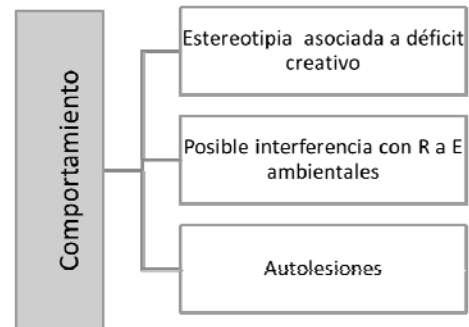 Comportamiento
Estereotipia asociada a déficit
creativo
Posible interferencia con R a E
ambientales
Autolesiones